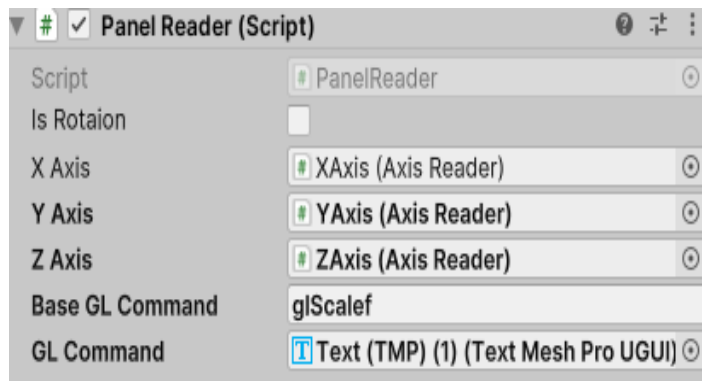 Panel Reader (Script)
Script PanelReader
Is Rotaion
X Axis XAxis (Axis Reader)
Y Axis YAxis (Axis Reader)
Z Axis ZAxis (Axis Reader)
Base GL Command glScalef
GL Command Text (TMP) (1) (Text Mesh Pro UGUI)